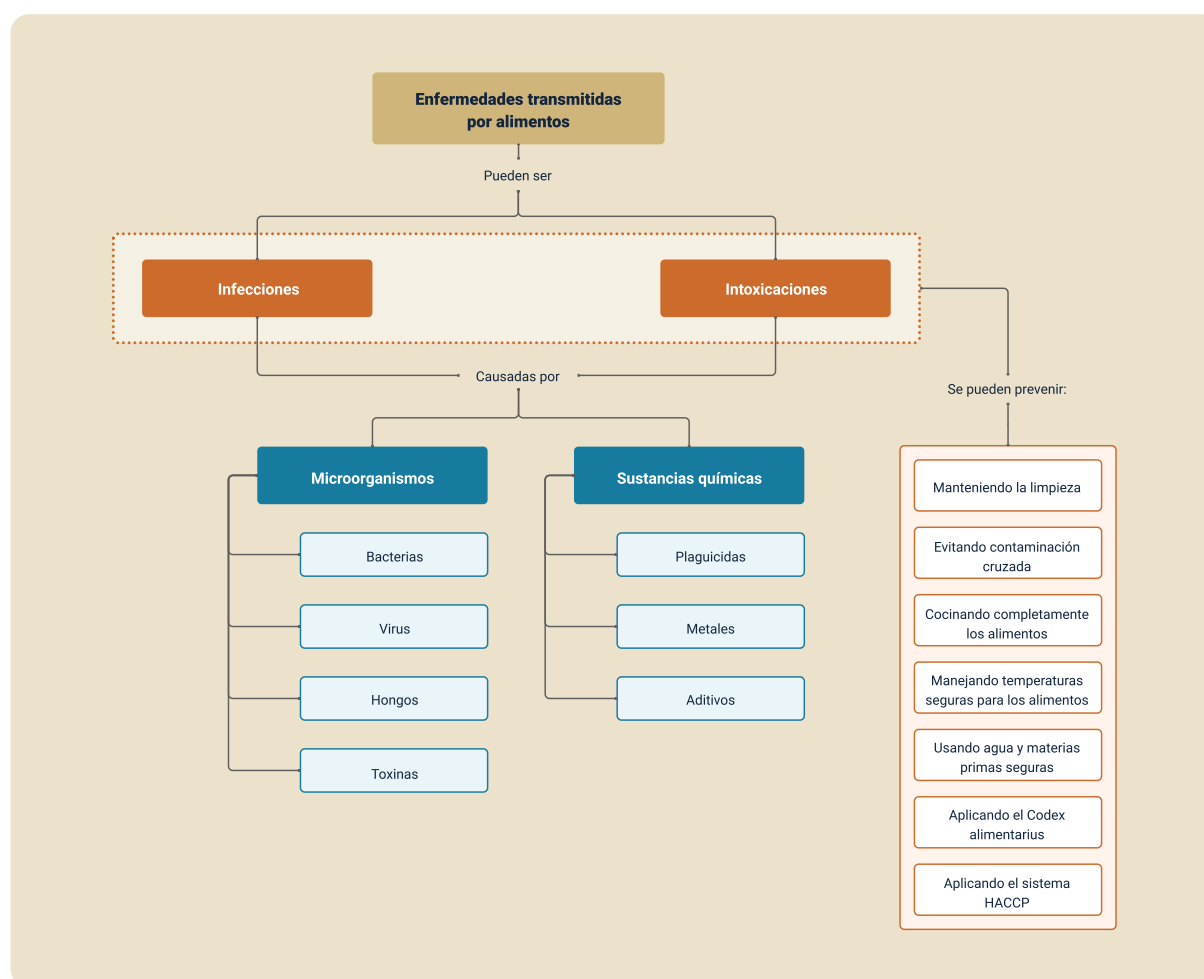 Enfermedades transmitidas
por alimentos
Pueden ser
Infecciones
Intoxicaciones
Causadas por
Se pueden prevenir:
Microorganismos
Bacterias
Virus
Hongos
Toxinas
Sustancias químicas
Plaguicidas
Metales
Aditivos
Manteniendo la limpieza
Evitando contaminación
cruzada
Cocinando completamente
los alimentos
Manejando temperaturas
seguras para los alimentos
Usando agua y materias
primas seguras
Aplicando el Codex
alimentarius
Aplicando el sistema
HACCP